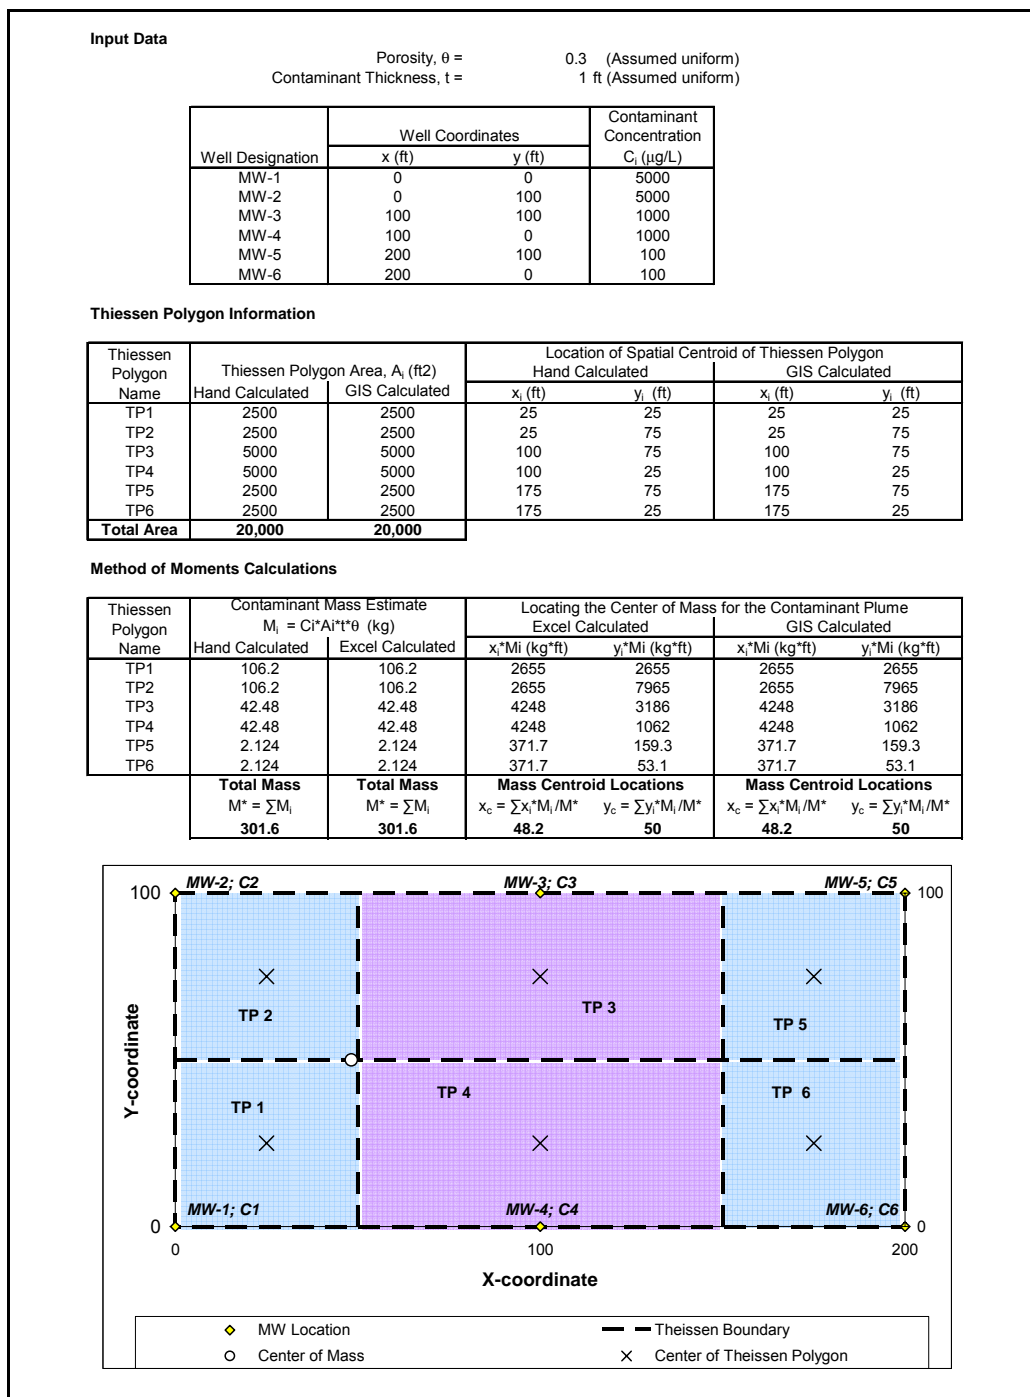 Input Data
Porosity, θ = 0.3 (Assumed uniform)
Contaminant Thickness, t = 1 ft (Assumed uniform)
Contaminant
Well Coordinates Concentration
Well Designation x (ft) y (ft) Cᵢ (µg/L)
MW-1 0 0 5000
MW-2 0 100 5000
MW-3 100 100 1000
MW-4 100 0 1000
MW-5 200 100 100
MW-6 200 0 100
Thiessen Polygon Information
Thiessen Location of Spatial Centroid of Thiessen Polygon
Polygon Thiessen Polygon Area, Aᵢ (ft2) Hand Calculated GIS Calculated
Name Hand Calculated GIS Calculated xᵢ (ft) yᵢ (ft) xᵢ (ft) yᵢ (ft)
TP1 2500 2500 25 25 25 25
TP2 2500 2500 25 75 25 75
TP3 5000 5000 100 75 100 75
TP4 5000 5000 100 25 100 25
TP5 2500 2500 175 75 175 75
TP6 2500 2500 175 25 175 25
Total Area 20,000 20,000
Method of Moments Calculations
Thiessen Contaminant Mass Estimate Locating the Center of Mass for the Contaminant Plume
Polygon Mᵢ = Ci*Ai*t*θ (kg) Excel Calculated GIS Calculated
Name Hand Calculated Excel Calculated xᵢ*Mi (kg*ft) yᵢ*Mi (kg*ft) xᵢ*Mi (kg*ft) yᵢ*Mi (kg*ft)
TP1 106.2 106.2 2655 2655 2655 2655
TP2 106.2 106.2 2655 7965 2655 7965
TP3 42.48 42.48 4248 3186 4248 3186
TP4 42.48 42.48 4248 1062 4248 1062
TP5 2.124 2.124 371.7 159.3 371.7 159.3
TP6 2.124 2.124 371.7 53.1 371.7 53.1
Total Mass Total Mass Mass Centroid Locations Mass Centroid Locations
M* = ∑Mᵢ M* = ∑Mᵢ x_c = ∑xᵢ*Mᵢ/M* y_c = ∑yᵢ*Mᵢ/M* x_c = ∑xᵢ*Mᵢ/M* y_c = ∑yᵢ*Mᵢ/M*
301.6 301.6 48.2 50 48.2 50
MW-2; C2 MW-3; C3 MW-5; C5
100 100
TP 2 TP 3 TP 5
Y-coordinate
TP 1 TP 4 TP 6
MW-1; C1 MW-4; C4 MW-6; C6
0 0
0 100 200
X-coordinate
MW Location Theissen Boundary
Center of Mass Center of Theissen Polygon